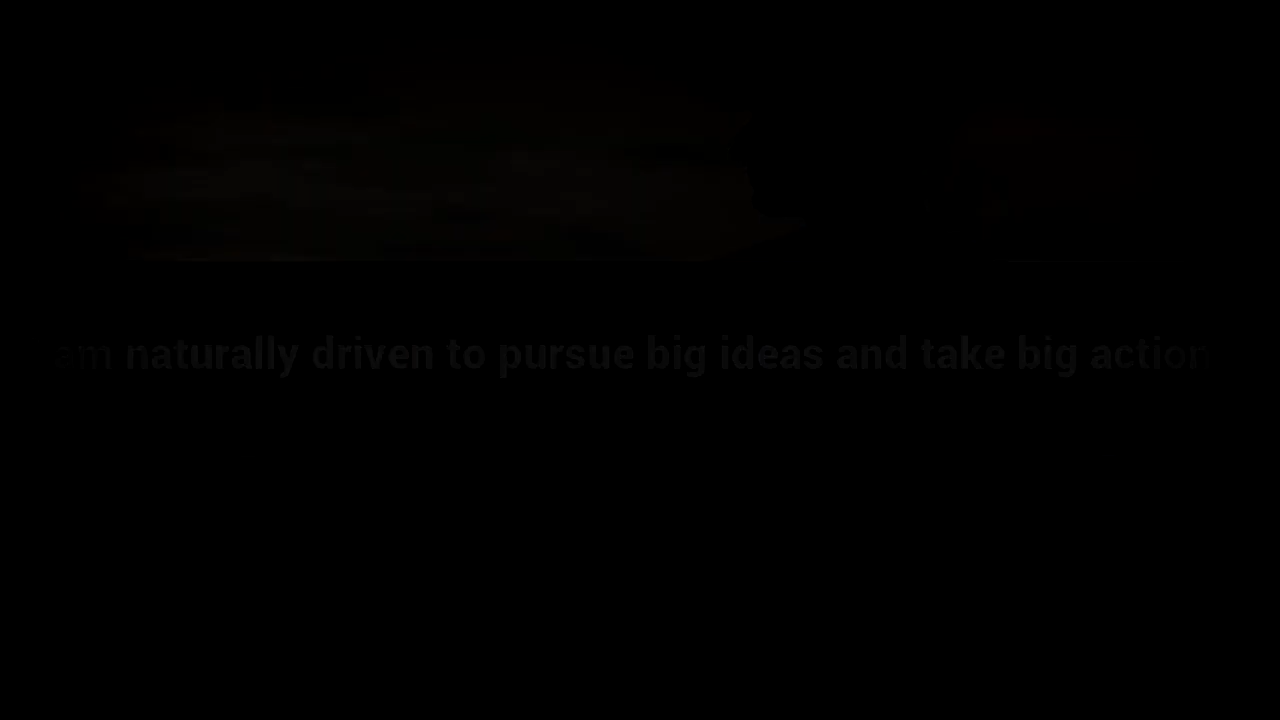 am naturally driven to pursue big ideas and take big action